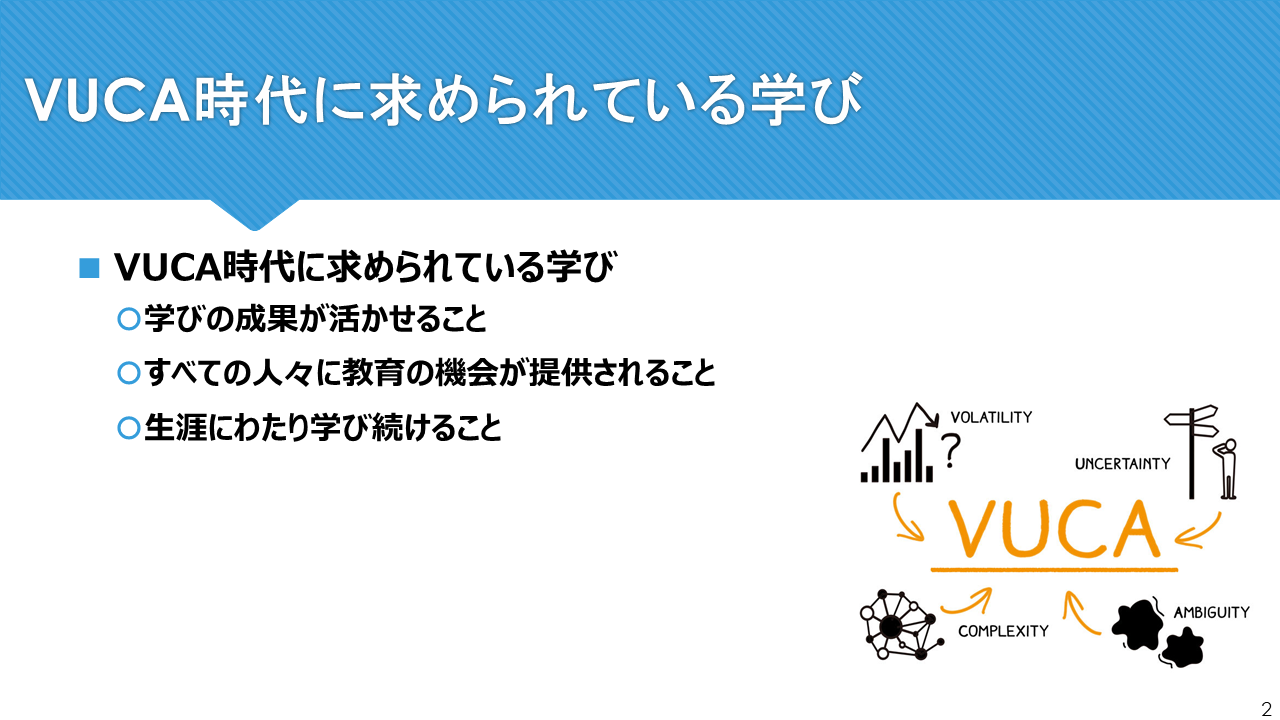 VUCA時代に求められている学び
VUCA時代に求められている学び
学びの成果が活かせること
すべての人々に教育の機会が提供されること
生涯にわたり学び続けること
VOLATILITY
?
UNCERTAINTY
VUCA
COMPLEXITY
AMBIGUITY
2